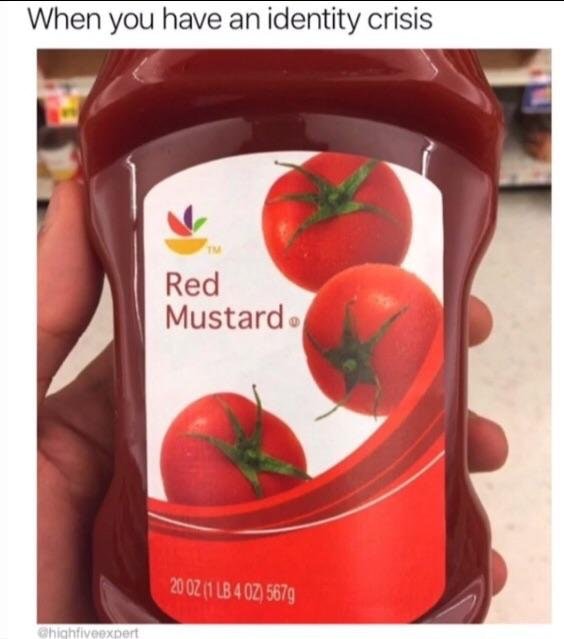 When you have an identity crisis
TM
Red
Mustard
20 OZ (1 LB 4 OZ) 567g
@highfiveexpert